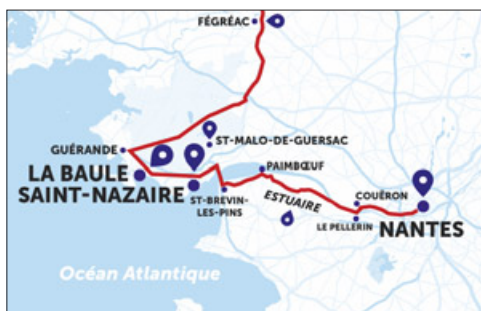 FÉGRÉAC
ST-MALO-DE-GUERSAC
GUÉRANDE
LA BAULE
SAINT-NAZAIRE
PAIMBŒUF
ST-BREVIN-
LES-PINS
ESTUAIRE
COUËRON
LE PELLERIN
NANTES
Océan Atlantique